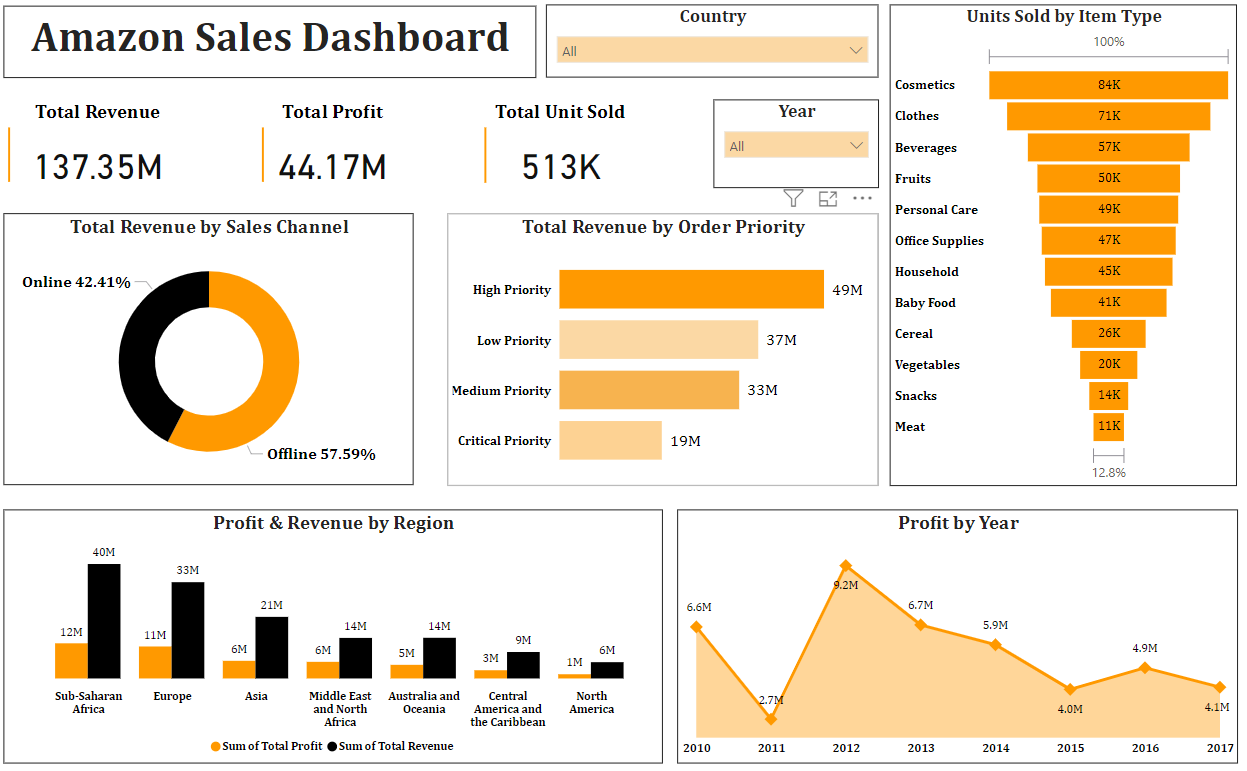 Amazon Sales Dashboard
Country
All
Total Revenue
137.35M
Total Profit
44.17M
Total Unit Sold
513K
Year
All
Units Sold by Item Type
100%
Cosmetics 84K
Clothes 71K
Beverages 57K
Fruits 50K
Personal Care 49K
Office Supplies 47K
Household 45K
Baby Food 41K
Cereal 26K
Vegetables 20K
Snacks 14K
Meat 11K
12.8%
Total Revenue by Sales Channel
Online 42.41%
Offline 57.59%
Total Revenue by Order Priority
High Priority 49M
Low Priority 37M
Medium Priority 33M
Critical Priority 19M
Profit & Revenue by Region
12M 40M
11M 33M
6M 21M
6M 14M
5M 14M
3M 9M
1M 6M
Sub-Saharan
Africa
Europe
Asia
Middle East
and North
Africa
Australia and
Oceania
Central
America and
the Caribbean
North
America
Sum of Total Profit Sum of Total Revenue
Profit by Year
6.6M
2.7M
9.2M
6.7M
5.9M
4.0M
4.9M
4.1M
2010 2011 2012 2013 2014 2015 2016 2017